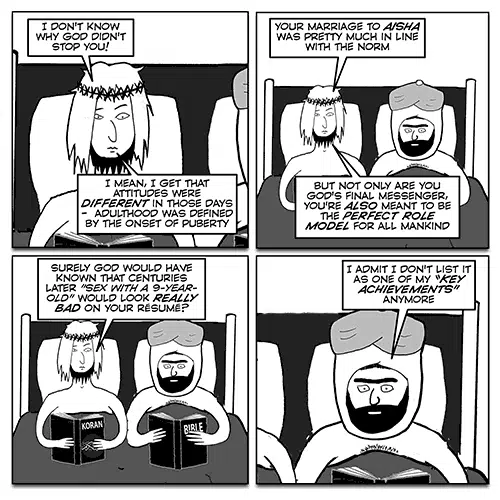 I DON'T KNOW
WHY GOD DIDN'T
STOP YOU!
I MEAN, I GET THAT
ATTITUDES WERE
DIFFERENT IN THOSE DAYS
- ADULTHOOD WAS DEFINED
BY THE ONSET OF PUBERTY
YOUR MARRIAGE TO AISHA
WAS PRETTY MUCH IN LINE
WITH THE NORM
BUT NOT ONLY ARE YOU
GOD'S FINAL MESSENGER,
YOU'RE ALSO MEANT TO BE
THE PERFECT ROLE
MODEL FOR ALL MANKIND
SURELY GOD WOULD HAVE
KNOWN THAT CENTURIES
LATER "SEX WITH A 9-YEAR-
OLD" WOULD LOOK REALLY
BAD ON YOUR RÉSUMÉ?
KORAN
BIBLE
I ADMIT I DON'T LIST IT
AS ONE OF MY "KEY
ACHIEVEMENTS"
ANYMORE